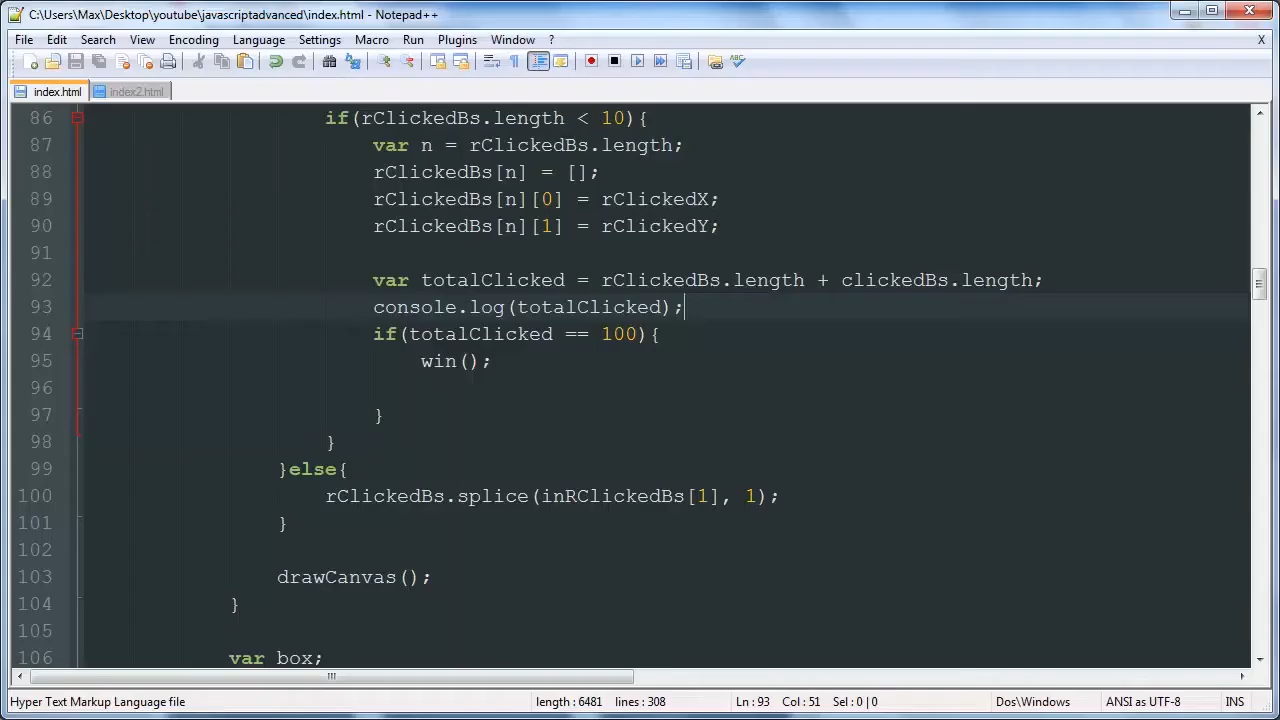 C:\Users\Max\Desktop\youtube\javascriptadvanced\index.html - Notepad++
File Edit Search View Encoding Language Settings Macro Run Plugins Window ? X
index.html index2.html
86 if(rClickedBs.length < 10){
87 var n = rClickedBs.length;
88 rClickedBs[n] = [];
89 rClickedBs[n][0] = rClickedX;
90 rClickedBs[n][1] = rClickedY;
91
92 var totalClicked = rClickedBs.length + clickedBs.length;
93 console.log(totalClicked);
94 if(totalClicked == 100){
95 win();
96
97 }
98 }
99 }else{
100 rClickedBs.splice(inRClickedBs[1], 1);
101 }
102
103 drawCanvas();
104 }
105
106 var box;
Hyper Text Markup Language file length : 6481 lines : 308 Ln : 93 Col : 51 Sel : 0 | 0 Dos\Windows ANSI as UTF-8 INS